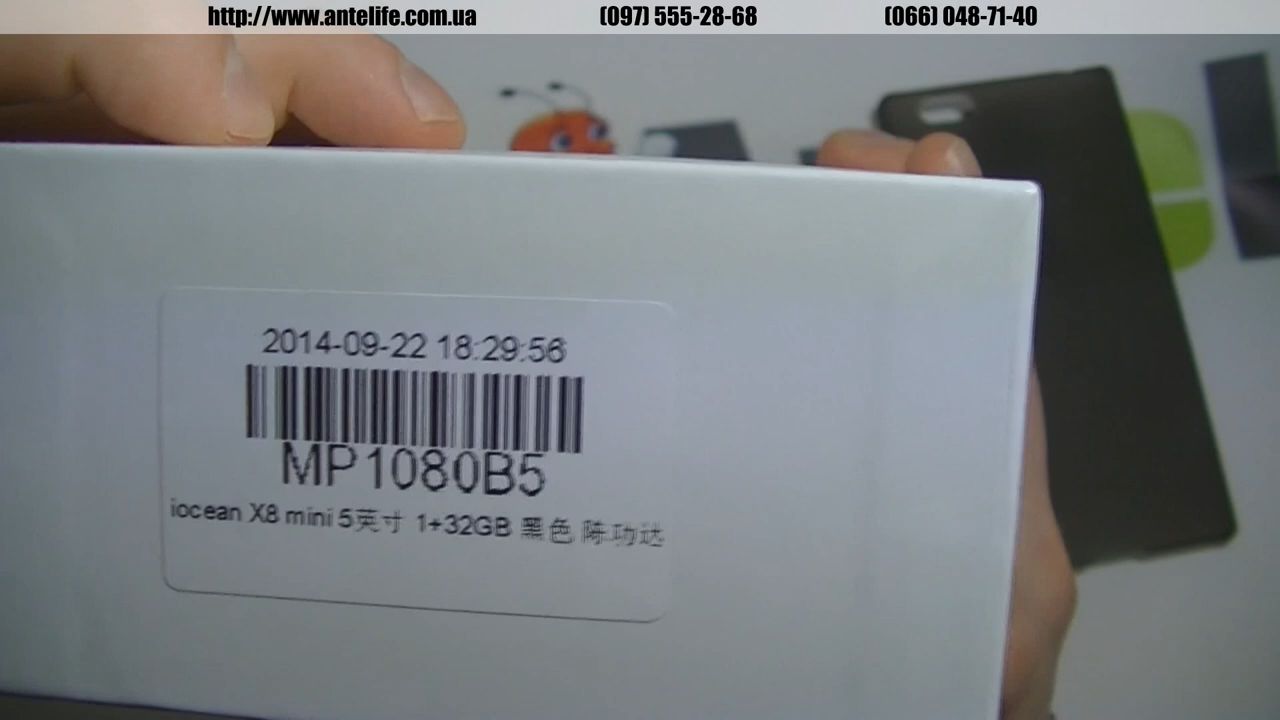 http://www.antelife.com.ua (097) 555-28-68 (066) 048-71-40
2014-09-22 18:29:56
MP1080B5
iocean X8 mini 5英寸 1+32GB 黑色 陈功达